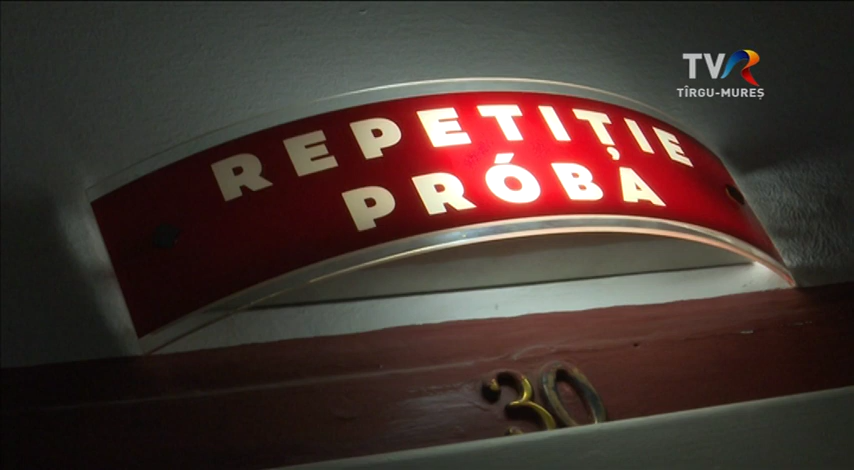 TVR
TÎRGU-MUREȘ
REPETIȚIE
PRÓBA
30